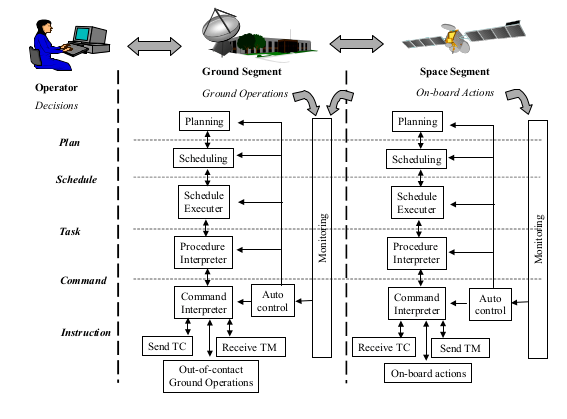 Operator
Ground Segment
Space Segment
Decisions
Ground Operations
On-board Actions
Planning
Planning
Plan
Scheduling
Scheduling
Schedule
Schedule
Executer
Schedule
Executer
Monitoring
Monitoring
Task
Procedure
Interpreter
Procedure
Interpreter
Command
Command
Interpreter
Auto
control
Command
Interpreter
Auto
control
Instruction
Send TC
Receive TM
Receive TC
Send TM
Out-of-contact
Ground Operations
On-board actions